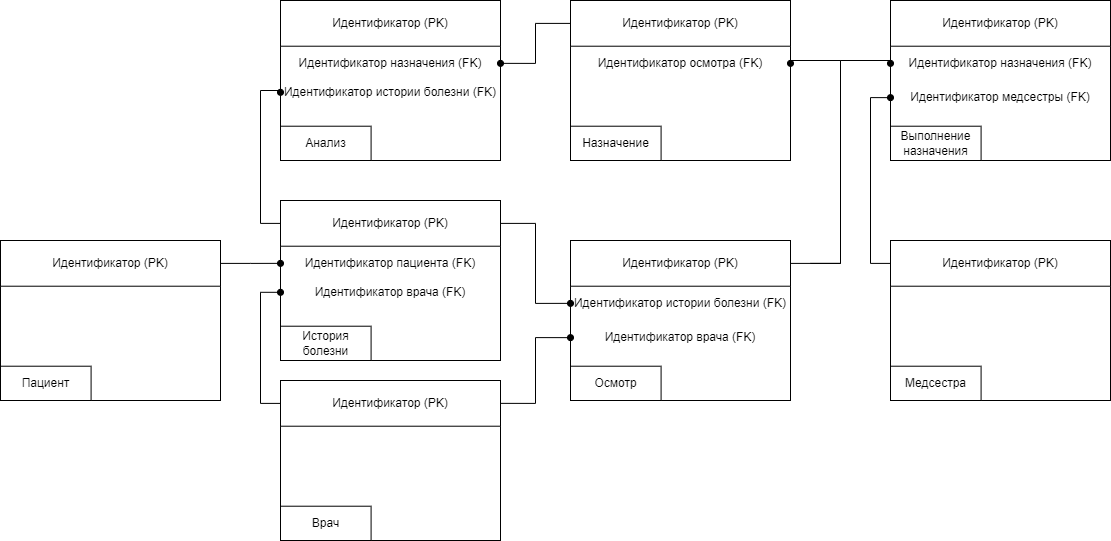 Идентификатор (PK)
Идентификатор назначения (FK)
Идентификатор истории болезни (FK)
Анализ
Идентификатор (PK)
Идентификатор осмотра (FK)
Назначение
Идентификатор (PK)
Идентификатор назначения (FK)
Идентификатор медсестры (FK)
Выполнение
назначения
Идентификатор (PK)
Пациент
Идентификатор (PK)
Идентификатор пациента (FK)
Идентификатор врача (FK)
История
болезни
Идентификатор (PK)
Идентификатор истории болезни (FK)
Идентификатор врача (FK)
Осмотр
Идентификатор (PK)
Медсестра
Идентификатор (PK)
Врач